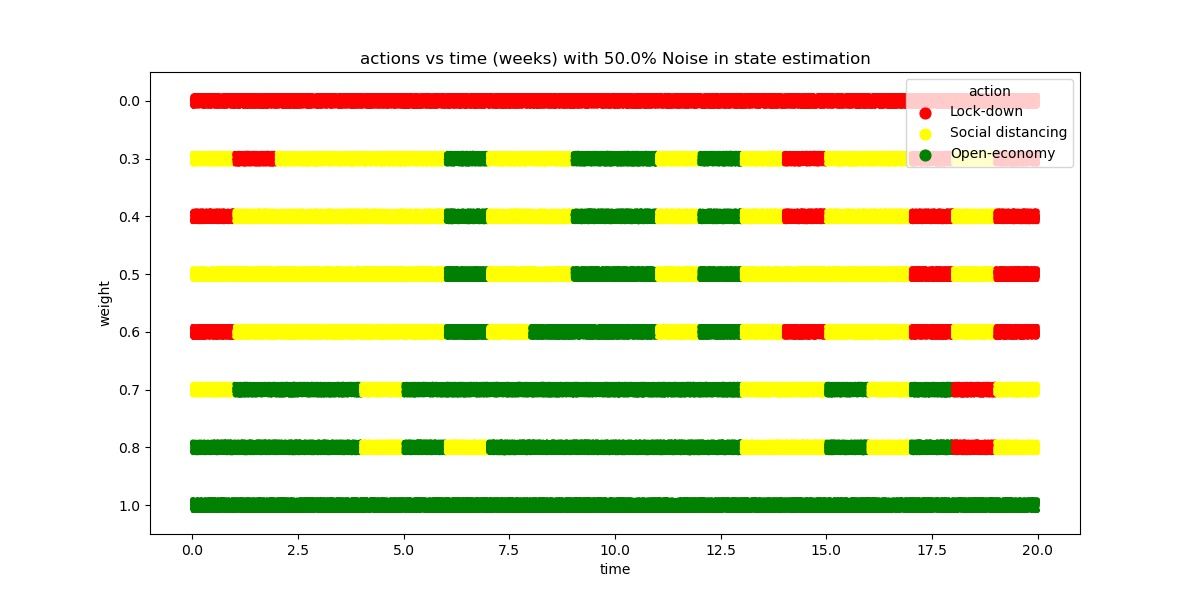 actions vs time (weeks) with 50.0% Noise in state estimation
action
Lock-down
Social distancing
Open-economy
weight
0.0
0.3
0.4
0.5
0.6
0.7
0.8
1.0
0.0 2.5 5.0 7.5 10.0 12.5 15.0 17.5 20.0
time